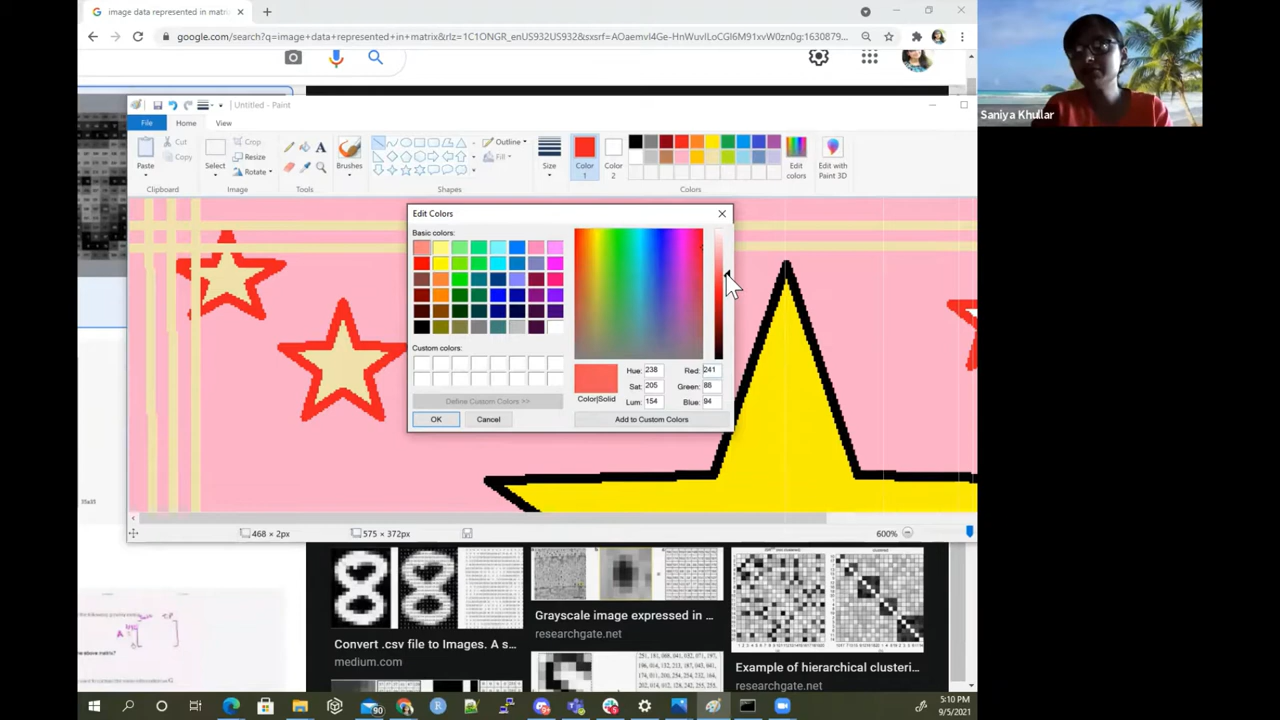 image data represented in matri
google.com/search?q=image+data+represented+in+matrix&rlz=1C1ONGR_enUS932US932&sxsrf=
Saniya Khullar
Untitled - Paint
File
Home
View
Paste
Cut
Copy
Clipboard
Select
Crop
Resize
Rotate
Image
Tools
Brushes
Shapes
Outline
Fill
Size
Color
1
Color
2
Colors
Edit
colors
Edit with
Paint 3D
Edit Colors
Basic colors:
Custom colors:
Define Custom Colors >>
OK
Cancel
Color|Solid
Hue: 238
Sat: 205
Lum: 154
Red: 241
Green: 86
Blue: 94
Add to Custom Colors
468 × 2px
575 × 372px
600%
Convert .csv file to Images. A s...
medium.com
Grayscale image expressed in ...
researchgate.net
Example of hierarchical clusteri...
researchgate.net
90
5:10 PM
9/5/2021